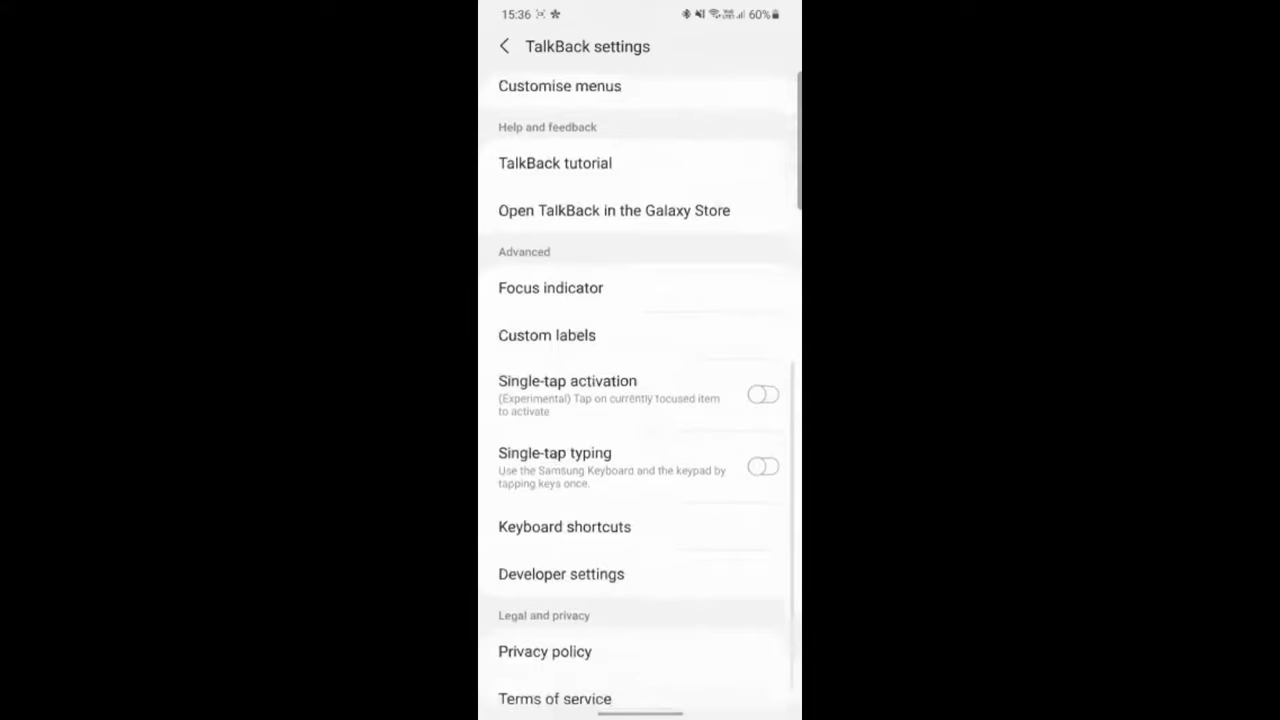 15:36 60%
TalkBack settings
Customise menus
Help and feedback
TalkBack tutorial
Open TalkBack in the Galaxy Store
Advanced
Focus indicator
Custom labels
Single-tap activation
(Experimental) Tap on currently focused item
to activate
Single-tap typing
Use the Samsung Keyboard and the keypad by
tapping keys once.
Keyboard shortcuts
Developer settings
Legal and privacy
Privacy policy
Terms of service